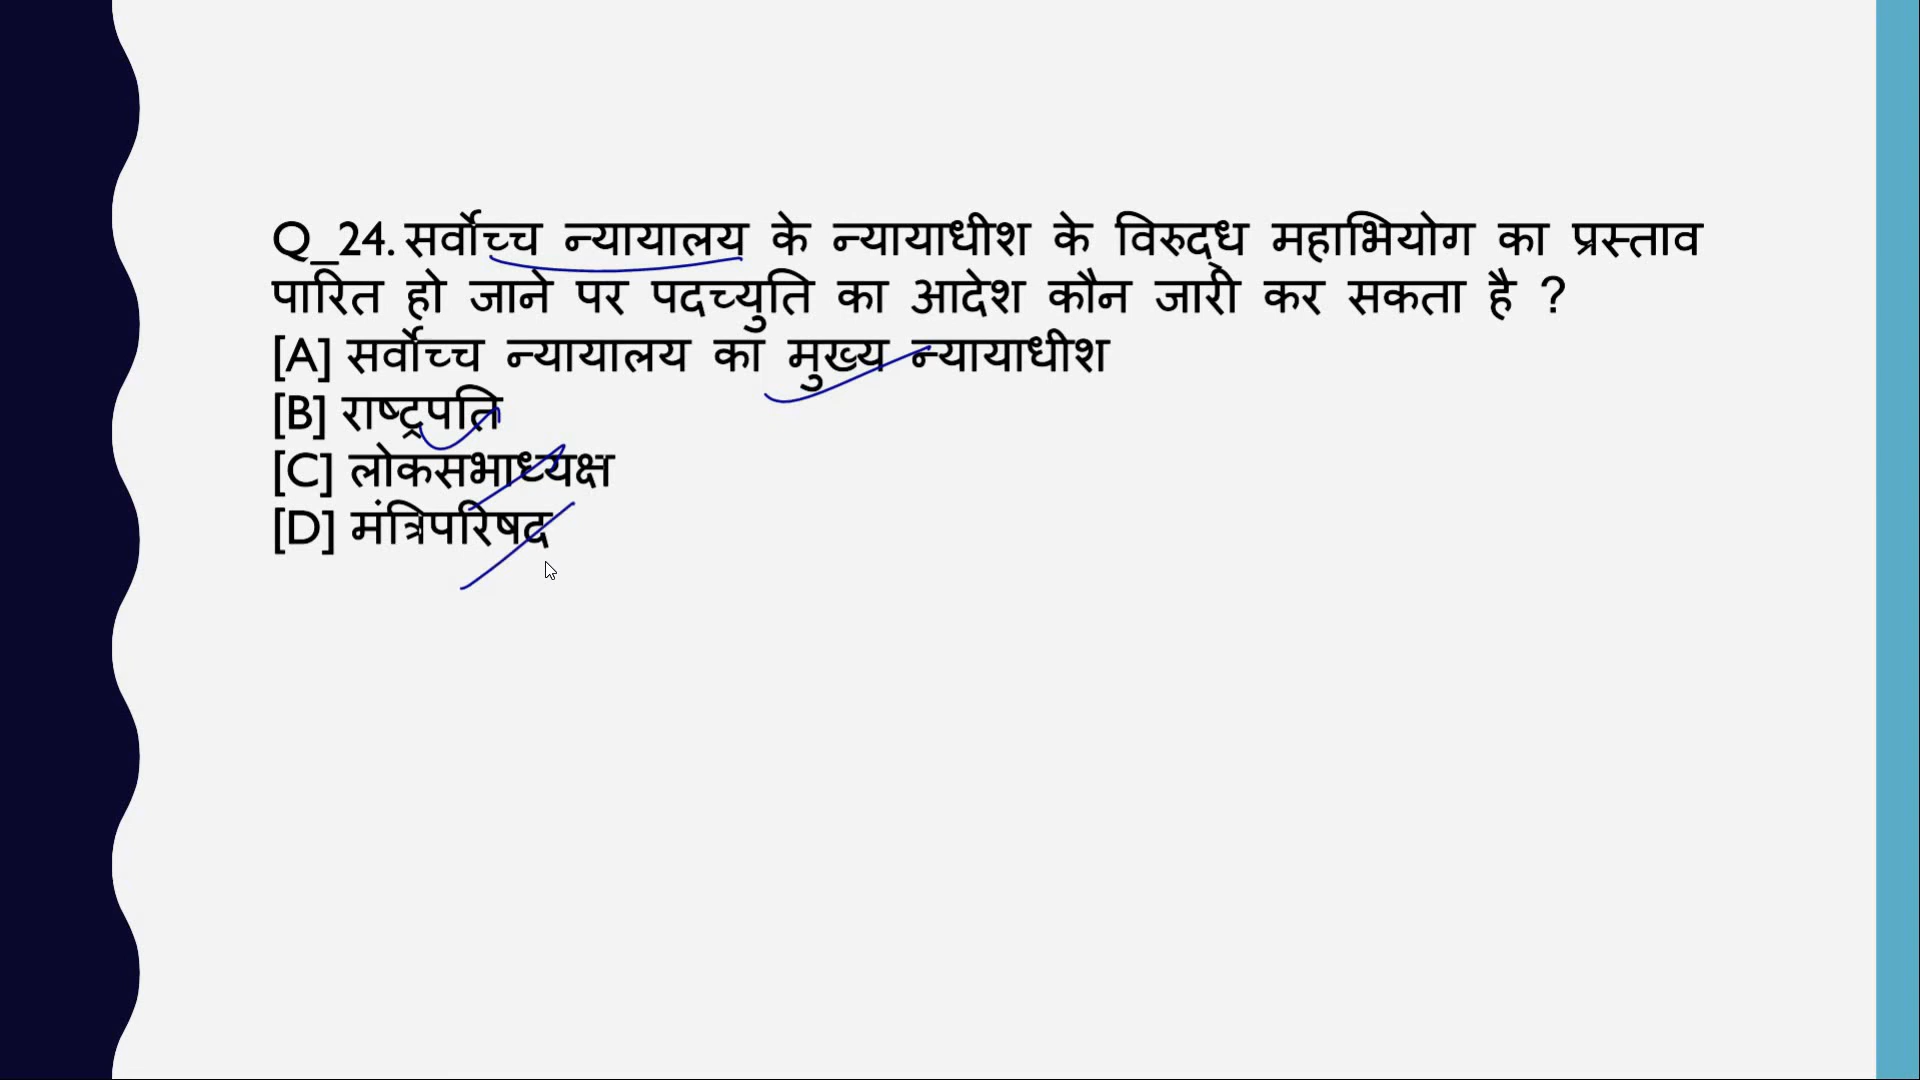 Q_24. सर्वोच्च न्यायालय के न्यायाधीश के विरुद्ध महाभियोग का प्रस्ताव
पारित हो जाने पर पदच्युति का आदेश कौन जारी कर सकता है ?
[A] सर्वोच्च न्यायालय का मुख्य न्यायाधीश
[B] राष्ट्रपति
[C] लोकसभाध्यक्ष
[D] मंत्रिपरिषद